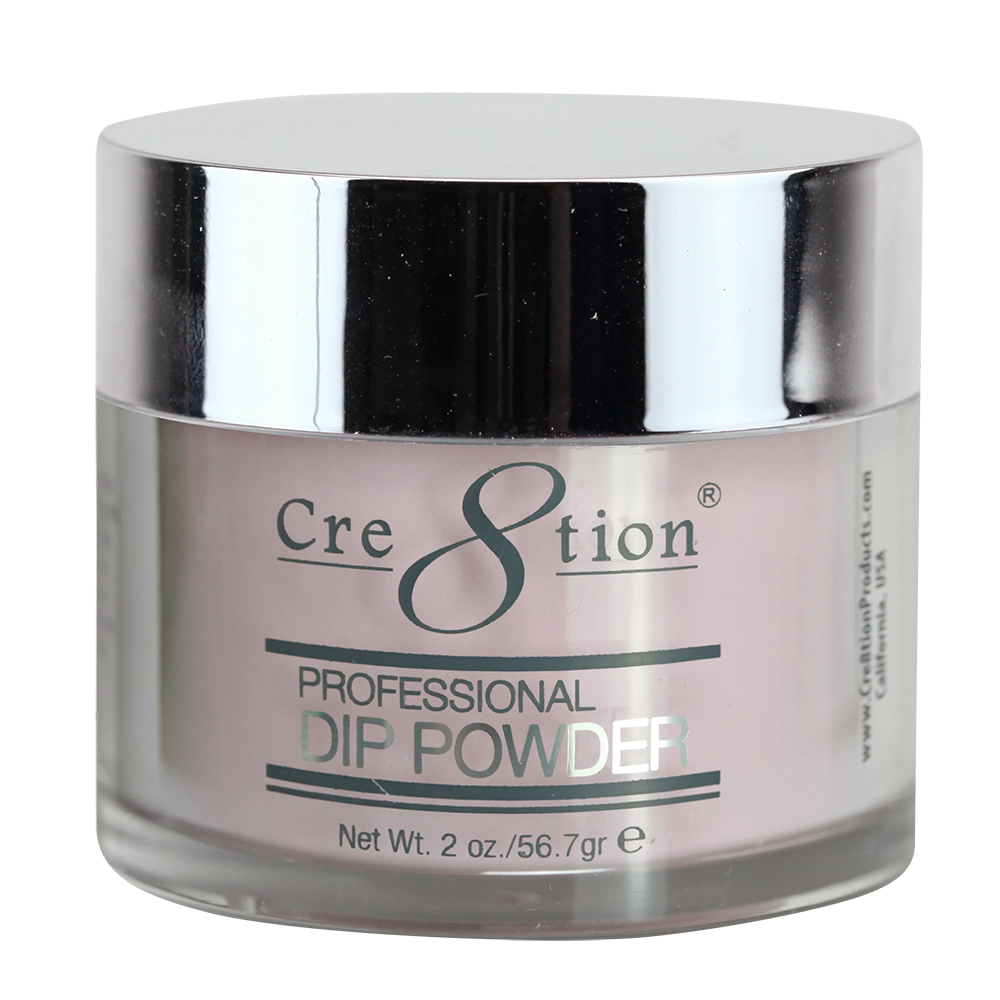 Cre8tion®
PROFESSIONAL
DIP POWDER
Net Wt. 2 oz./56.7gr ℮
www.Cre8tionProducts.com
California, USA